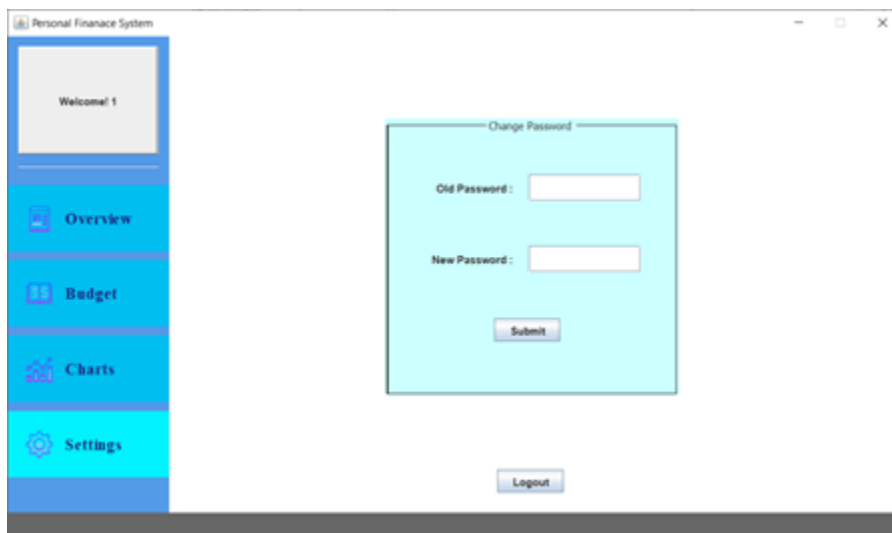 Personal Finanace System
Welcome! 1
Overview
Budget
Charts
Settings
Change Password
Old Password :
New Password :
Submit
Logout